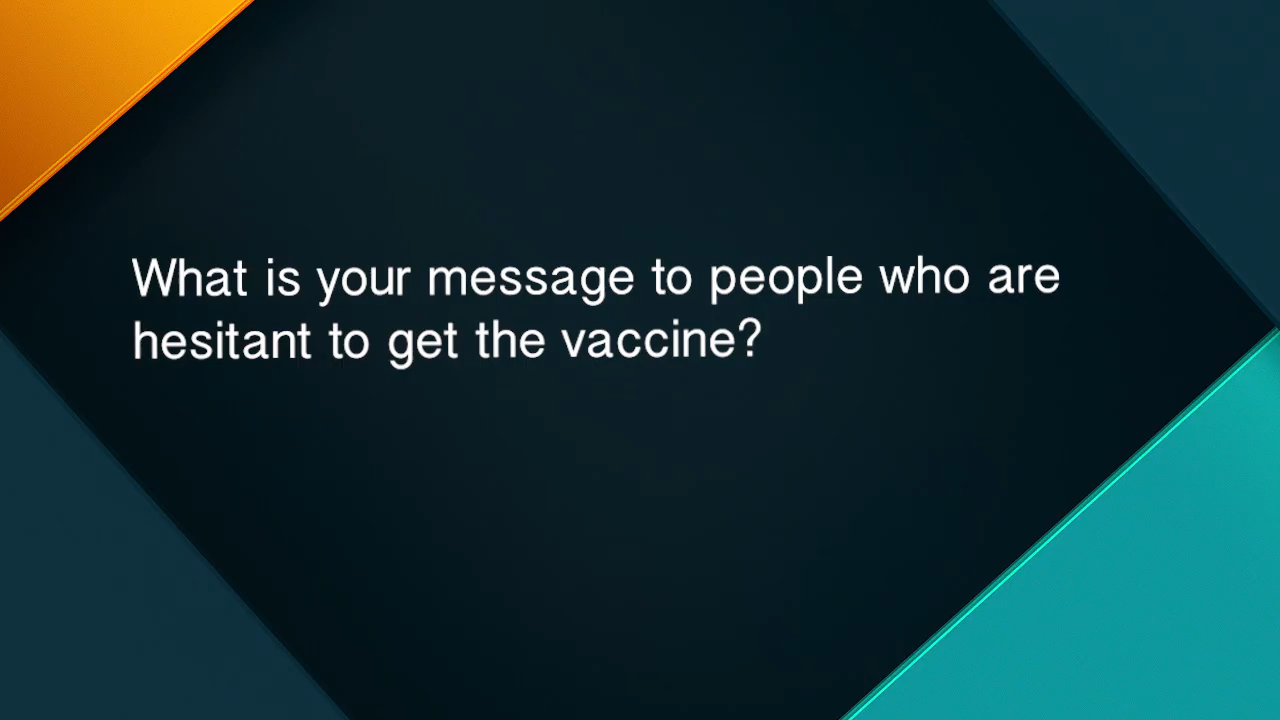 What is your message to people who are
hesitant to get the vaccine?